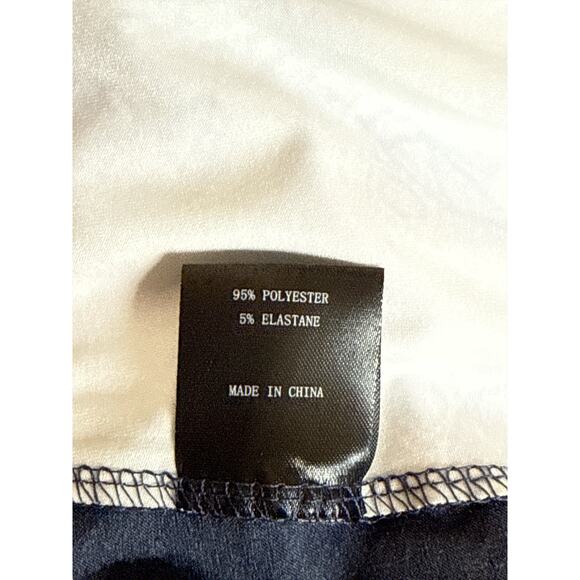 95% POLYESTER
5% ELASTANE
MADE IN CHINA